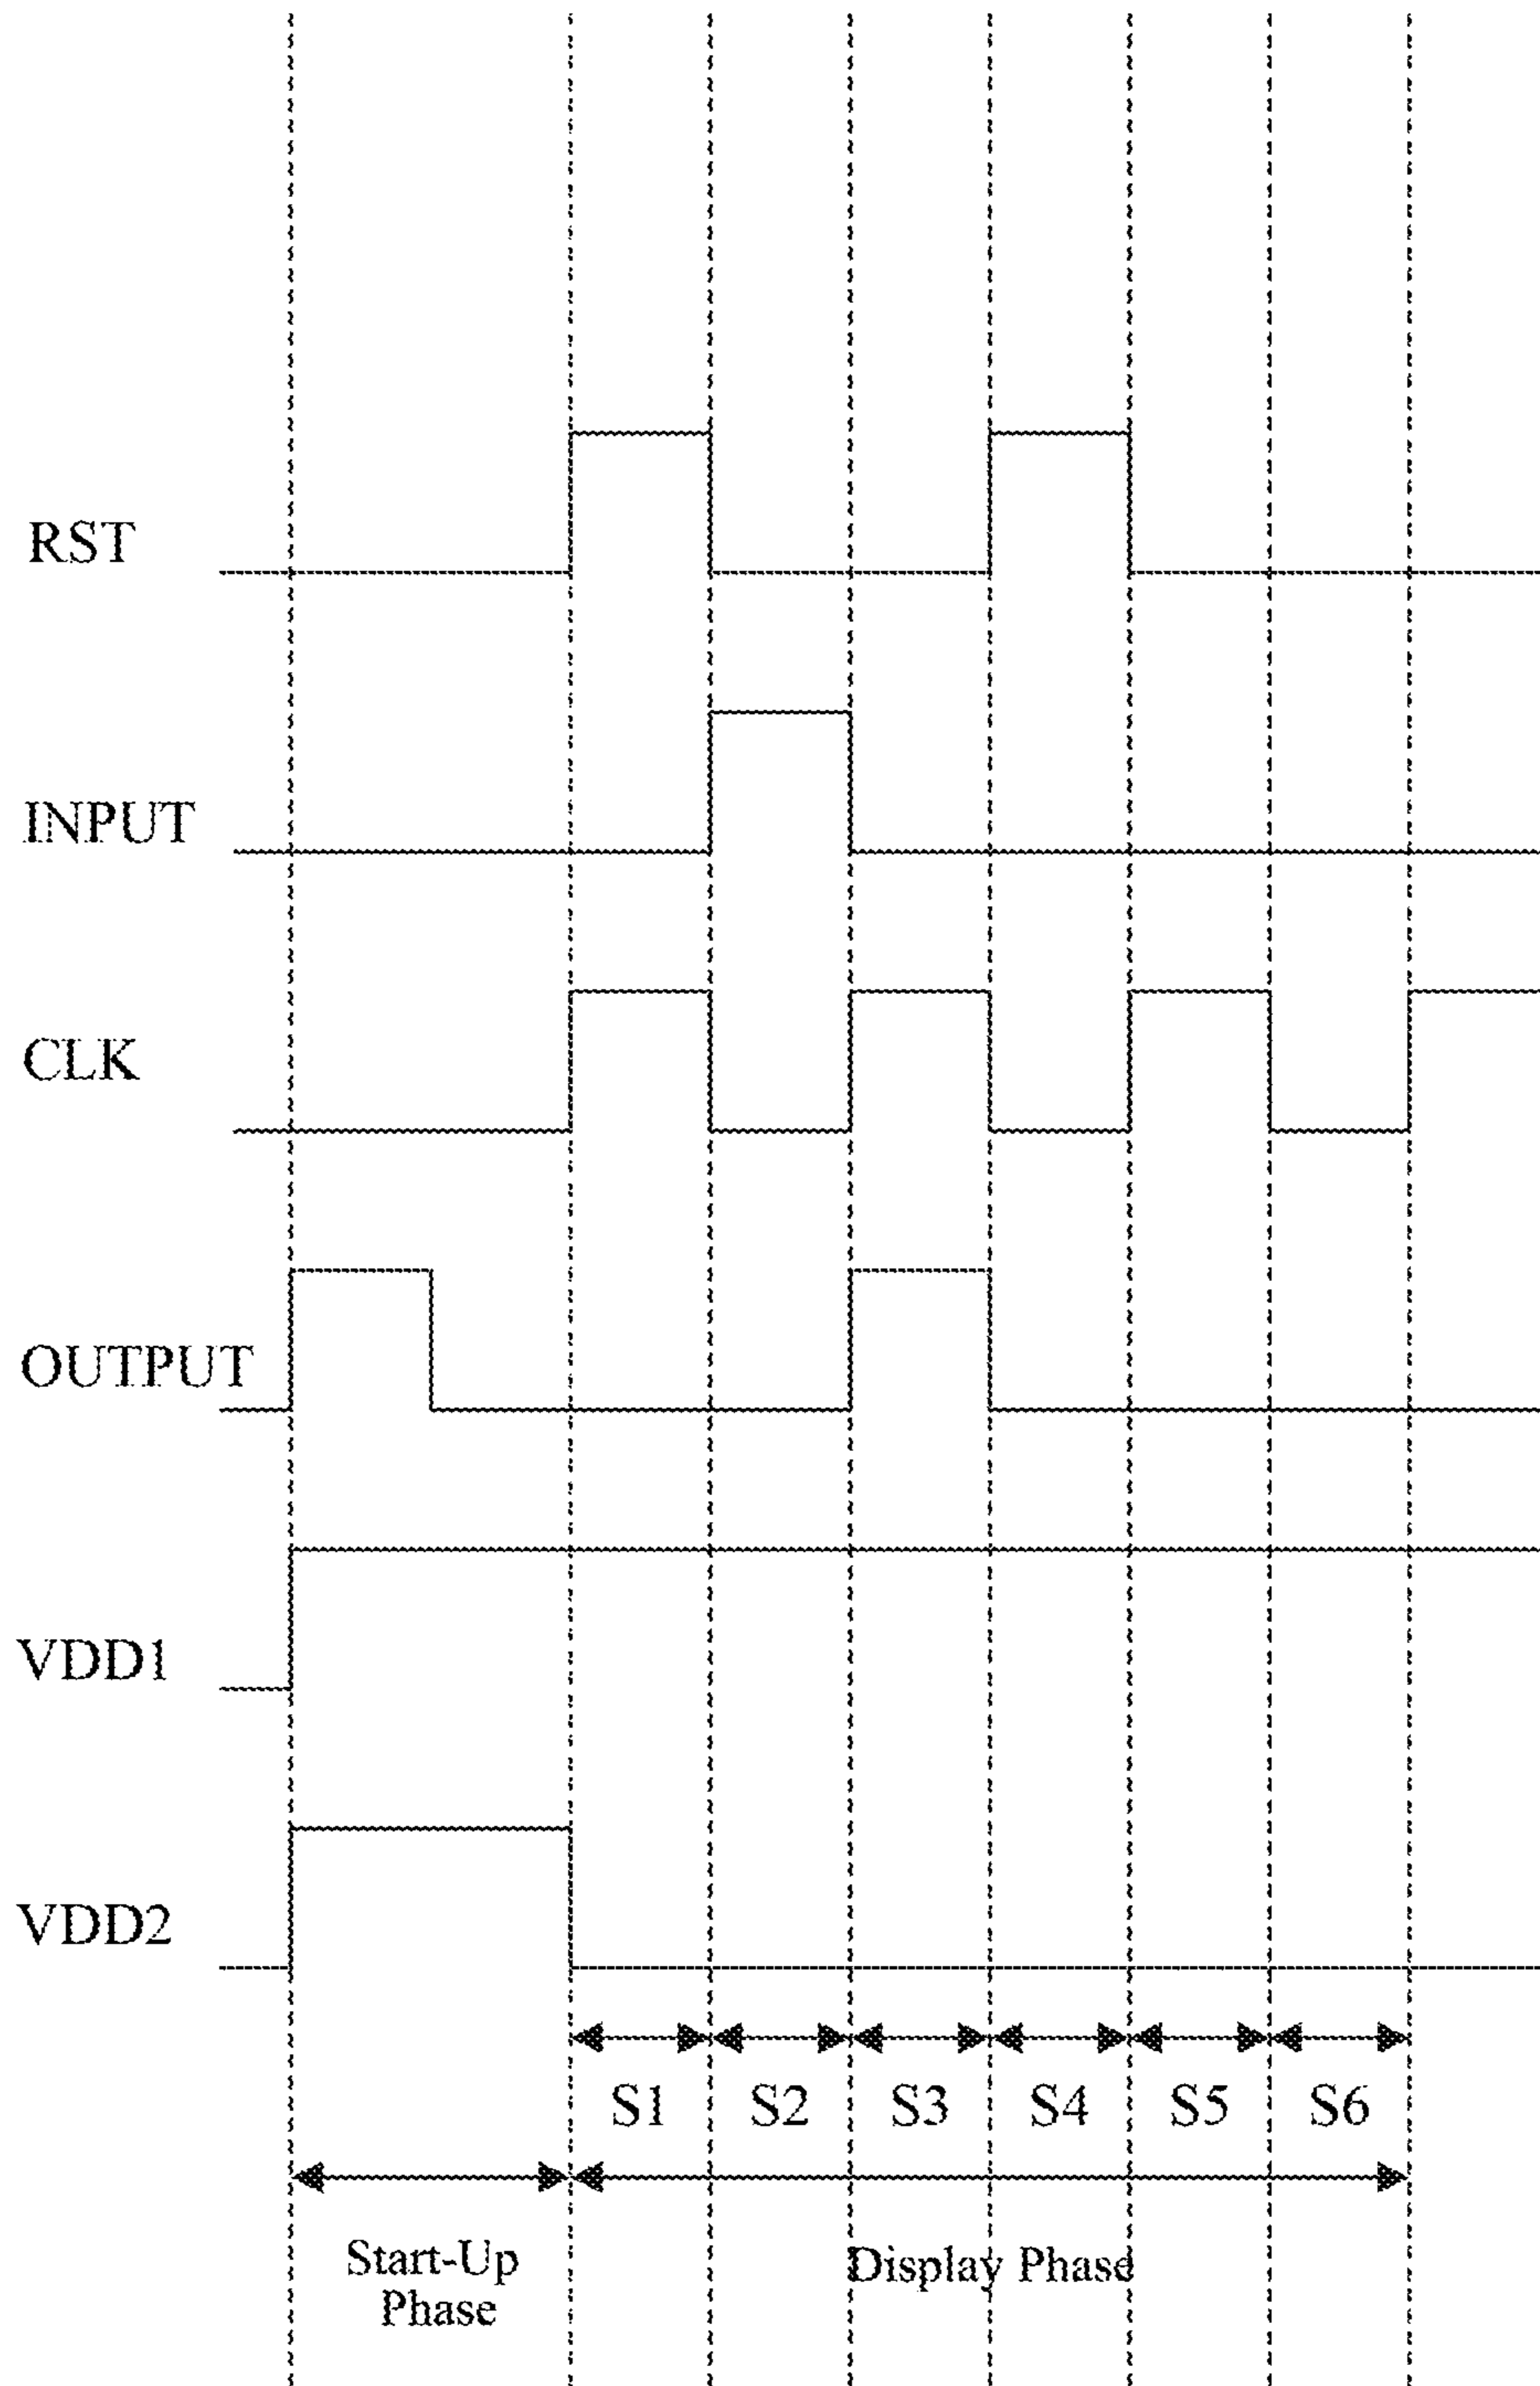 RST
INPUT
CLK
OUTPUT
VDD1
VDD2
S1 S2 S3 S4 S5 S6
Start-Up
Phase
Display Phase